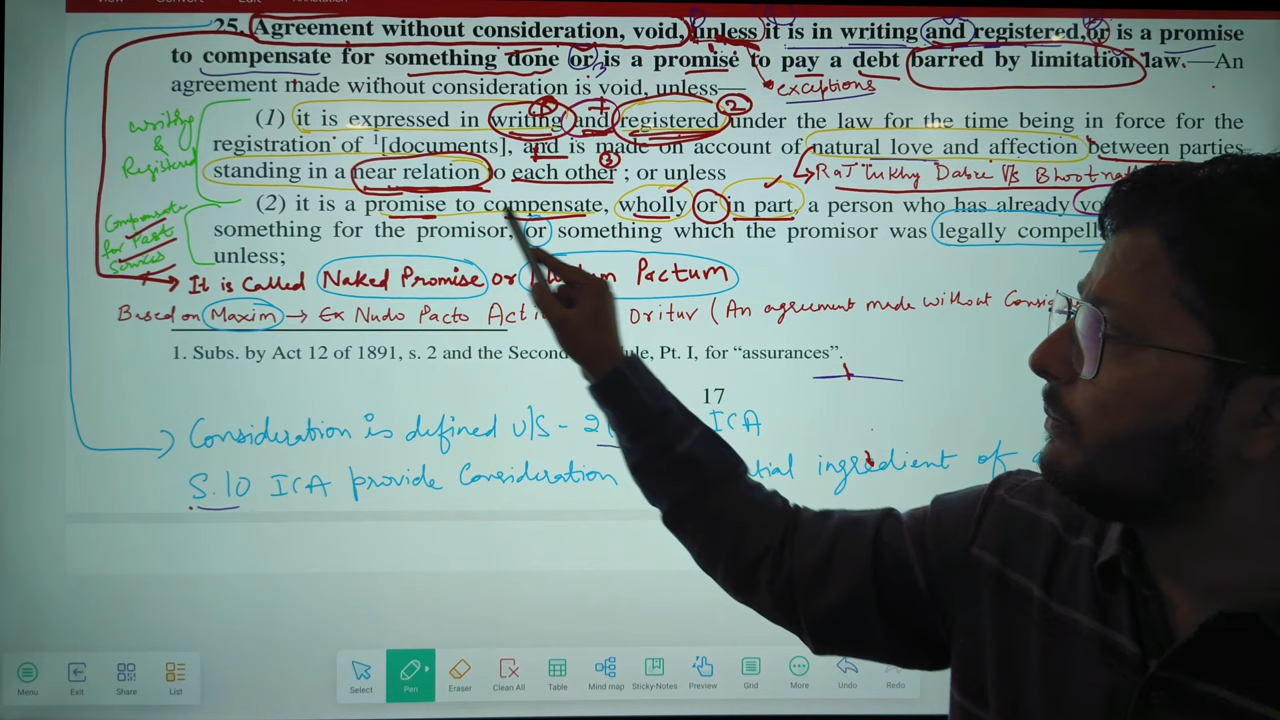 25. Agreement without consideration, void, unless it is in writing and registered, or is a promise
to compensate for something done or is a promise to pay a debt barred by limitation law.—An
agreement made without consideration is void, unless—
exceptions
(1) it is expressed in writing and registered under the law for the time being in force for the
registration of 1[documents], and is made on account of natural love and affection between parties
standing in a near relation to each other ; or unless
2
3
Writing
&
Registered
(2) it is a promise to compensate, wholly or in part, a person who has already
something for the promisor, or something which the promisor was legally
unless;
Compensate
for Past
Services
It is Called Naked Promise or Pactum
Based on Maxim → Ex Nudo Pacto Oritur (An agreement made without
1. Subs. by Act 12 of 1891, s. 2 and the Pt. I, for “assurances”.
17
Consideration is defined U/S - 2 ICA
S.10 ICA provide Consideration ingredient of
Menu
Exit
Share
List
Select
Pen
Eraser
Clean All
Table
Mind map
Sticky-Notes
Preview
Grid
More
Undo
Redo